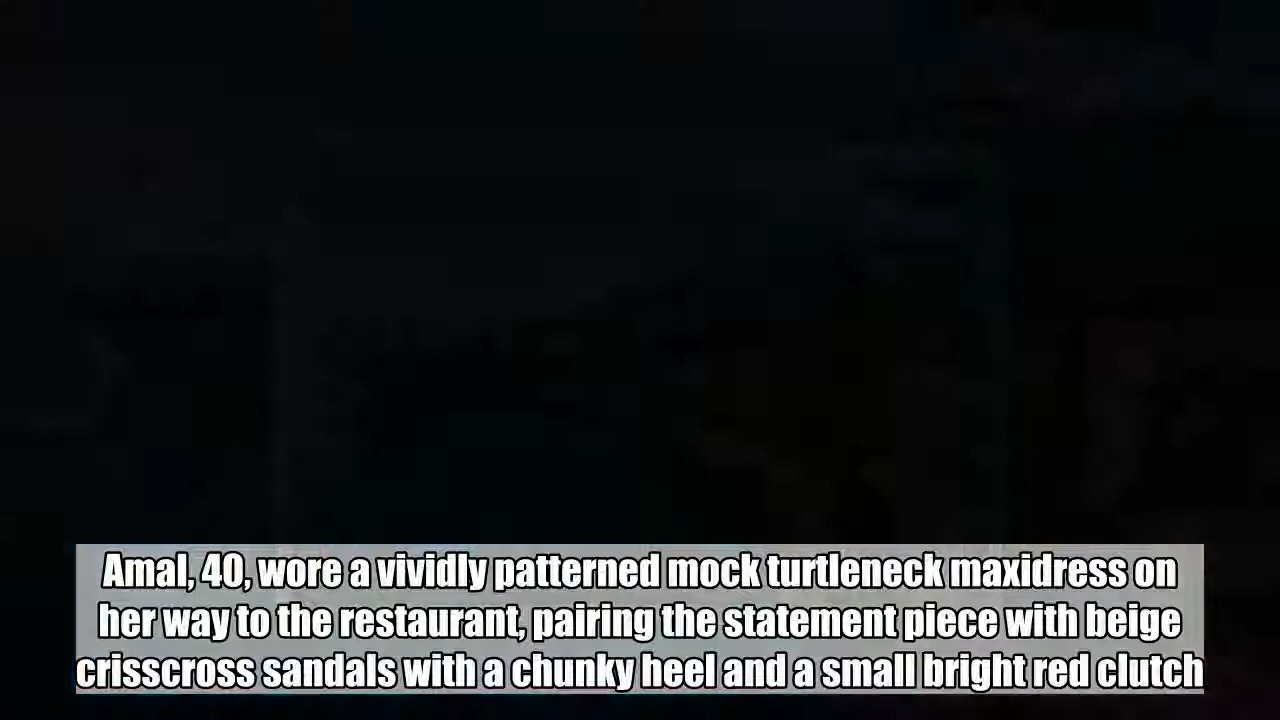 Amal, 40, wore a vividly patterned mock turtleneck maxidress on
her way to the restaurant, pairing the statement piece with beige
crisscross sandals with a chunky heel and a small bright red clutch